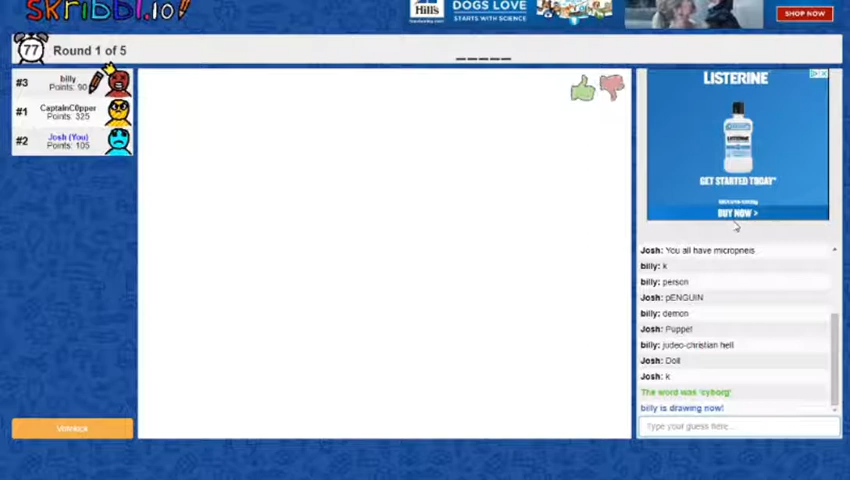 skribbl.io!
Hill's
DOGS LOVE
STARTS WITH SCIENCE
SHOP NOW
77
Round 1 of 5
_ _ _ _ _
#3
billy
Points: 90
#1
CaptainC0pper
Points: 325
#2
Josh (You)
Points: 105
Votekick
LISTERINE
GET STARTED TODAY*
BUY NOW >
Josh: You all have micropneis
billy: k
billy: person
Josh: pENGUIN
billy: demon
Josh: Puppet
billy: judeo-christian hell
Josh: Doll
Josh: k
The word was 'cyborg'
billy is drawing now!
Type your guess here...